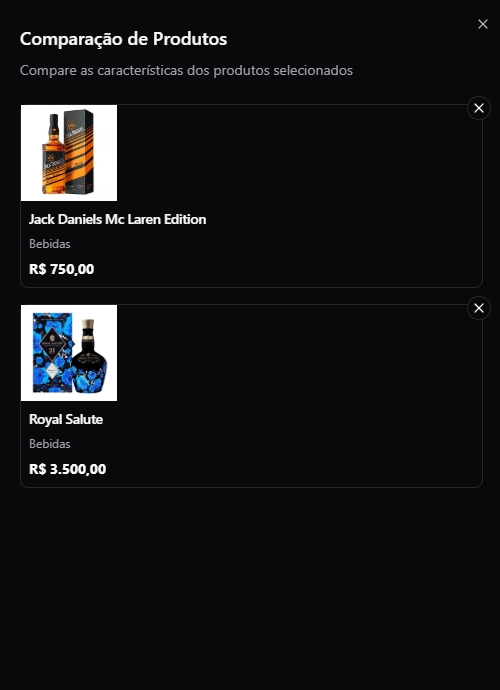 Comparação de Produtos
Compare as características dos produtos selecionados
Jack Daniels Mc Laren Edition
Bebidas
R$ 750,00
21
Royal Salute
Bebidas
R$ 3.500,00